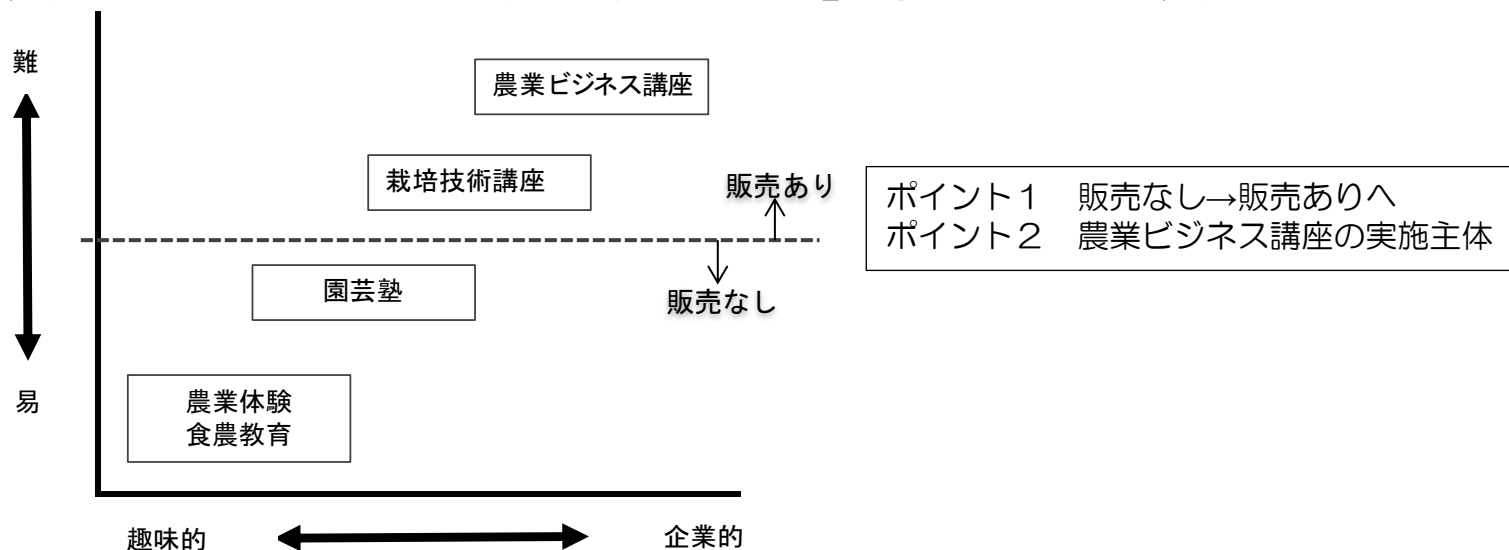 難
農業ビジネス講座
栽培技術講座
販売あり
ポイント1　販売なし→販売ありへ
ポイント2　農業ビジネス講座の実施主体
園芸塾
販売なし
易
農業体験
食農教育
趣味的
企業的